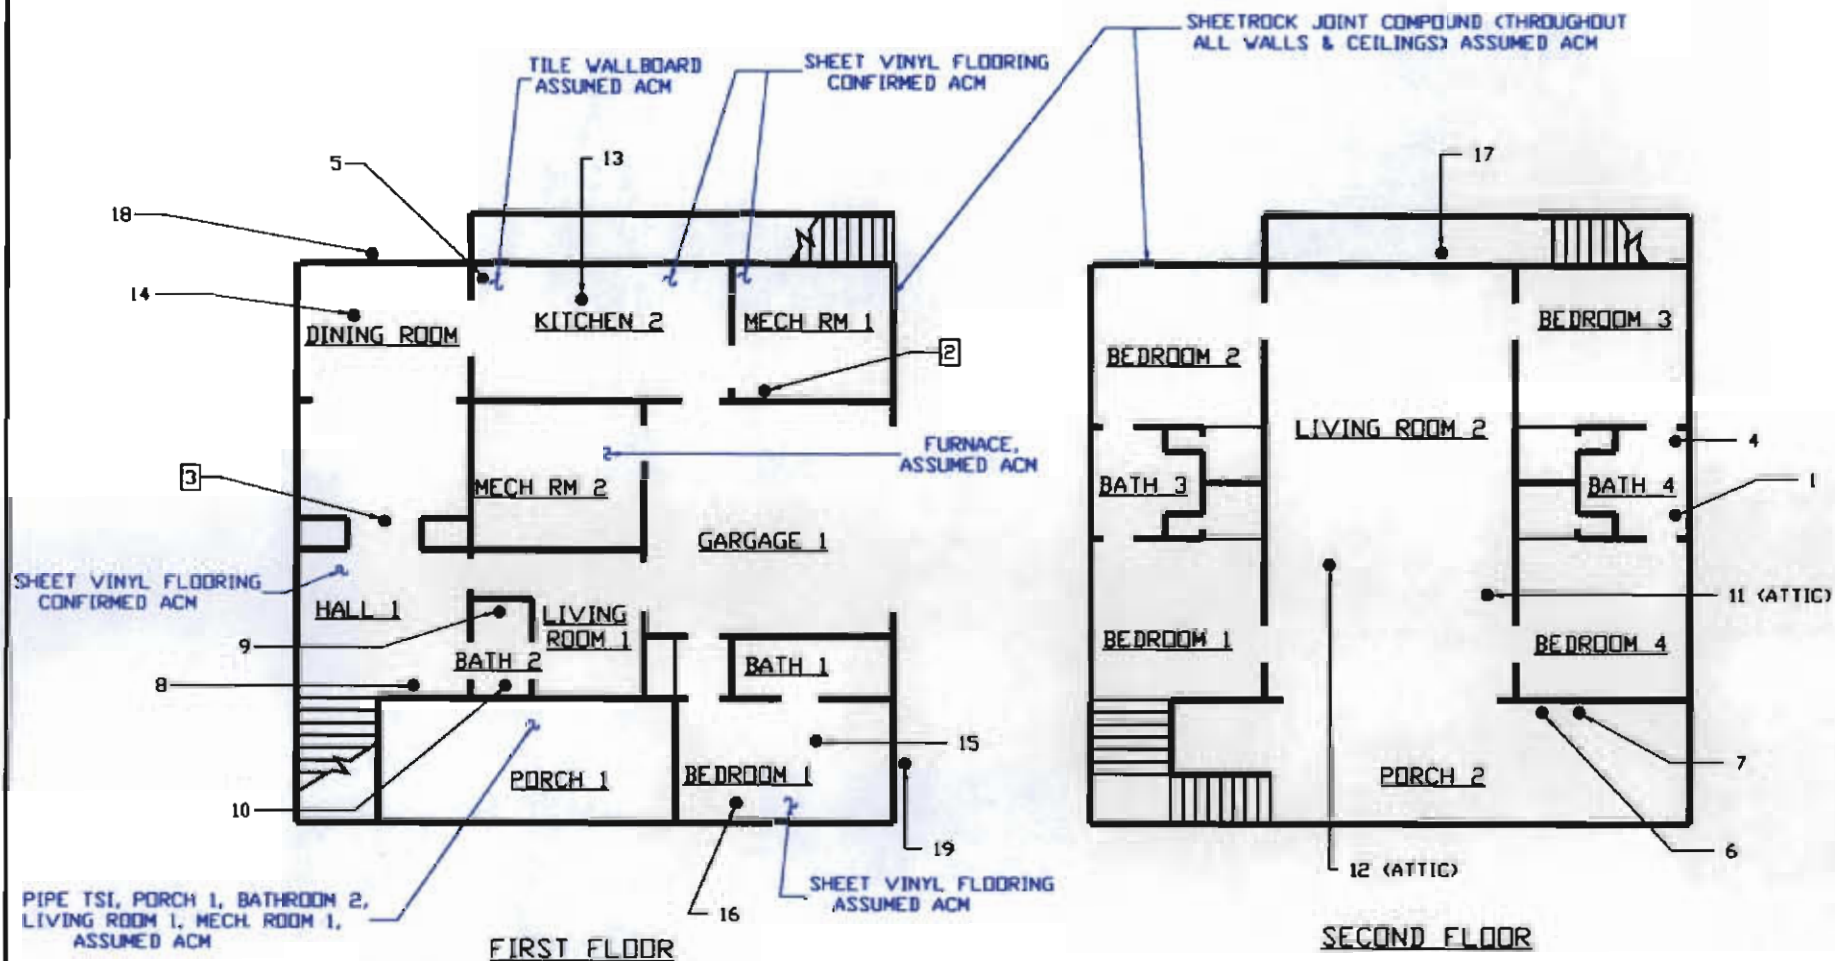 SHEETROCK JOINT COMPOUND (THROUGHOUT
ALL WALLS & CEILINGS) ASSUMED ACM
TILE WALLBOARD
ASSUMED ACM
SHEET VINYL FLOORING
CONFIRMED ACM
5
13
17
18
14
DINING ROOM
KITCHEN 2
MECH RM 1
2
BEDROOM 2
BEDROOM 3
LIVING ROOM 2
4
FURNACE,
ASSUMED ACM
3
MECH RM 2
BATH 3
BATH 4
1
GARGAGE 1
SHEET VINYL FLOORING
CONFIRMED ACM
HALL 1
LIVING
ROOM 1
11 (ATTIC)
9
BATH 2
BATH 1
BEDROOM 1
BEDROOM 4
8
15
PORCH 1
BEDROOM 1
PORCH 2
7
10
19
6
12 (ATTIC)
PIPE TSI, PORCH 1, BATHROOM 2,
LIVING ROOM 1, MECH. ROOM 1,
ASSUMED ACM
16
SHEET VINYL FLOORING
ASSUMED ACM
FIRST FLOOR
SECOND FLOOR